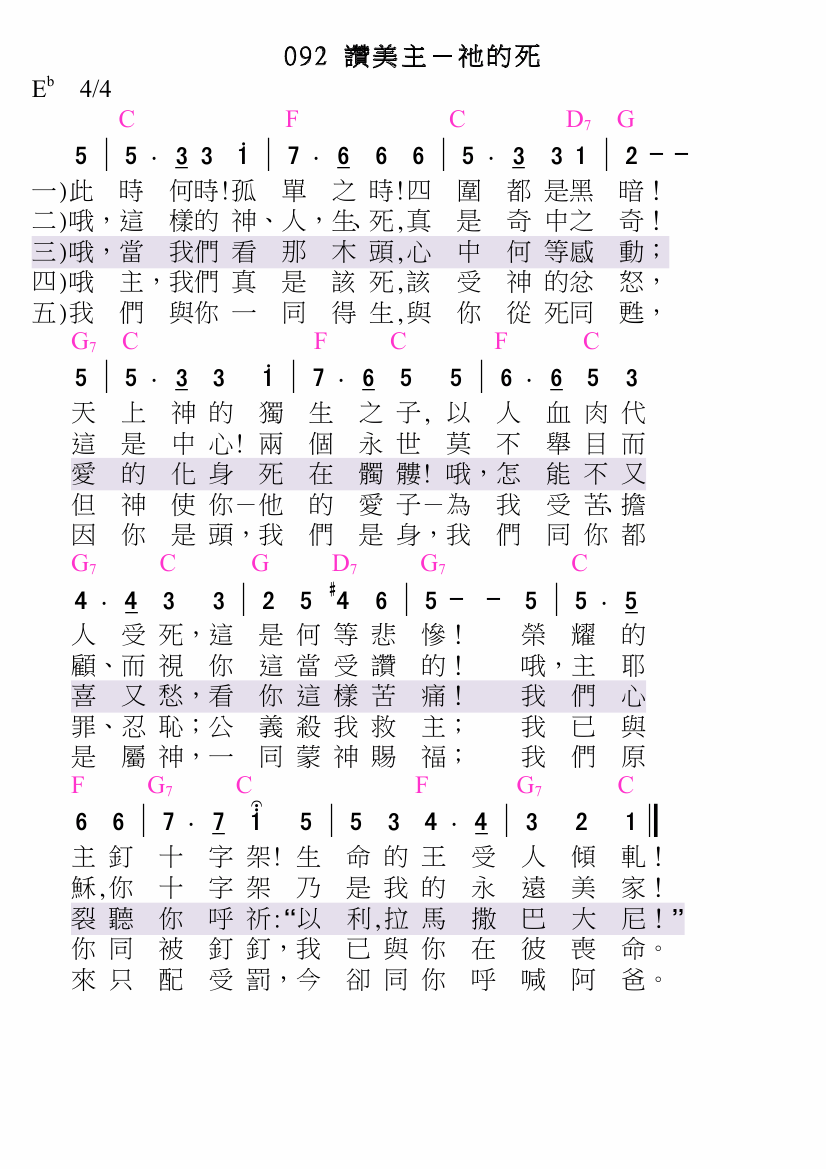 092 讚美主－祂的死
E♭ 4/4
C F C D7 G
5 | 5 . 3 3 i | 7 . 6 6 6 | 5 . 3 3 1 | 2 － －
一)此時何時!孤單之時!四圍都是黑暗！
二)哦，這樣的神、人，生、死,真是奇中之奇！
三)哦，當我們看那木頭,心中何等感動；
四)哦主，我們真是該死,該受神的忿怒，
五)我們與你一同得生,與你從死同甦，
G7 C F C F C
5 | 5 . 3 3 i | 7 . 6 5 5 | 6 . 6 5 3
天上神的獨生之子,以人血肉代
這是中心!兩個永世莫不舉目而
愛的化身死在髑髏!哦，怎能不又
但神使你－他的愛子－為我受苦、擔
因你是頭，我們是身，我們同你都
G7 C G D7 G7 C
4 . 4 3 3 | 2 5 #4 6 | 5 － － 5 | 5 . 5
人受死，這是何等悲慘！榮耀的
顧、而視你這當受讚的！哦，主耶
喜又愁，看你這樣苦痛！我們心
罪、忍恥；公義殺我救主；我已與
是屬神，一同蒙神賜福；我們原
F G7 C F G7 C
6 6 | 7 . 7 i 5 | 5 3 4 . 4 | 3 2 1 ‖
主釘十字架!生命的王受人傾軋！
穌,你十字架乃是我的永遠美家！
裂聽你呼祈:“以利,拉馬撒巴大尼！”
你同被釘釘，我已與你在彼喪命。
來只配受罰，今卻同你呼喊阿爸。